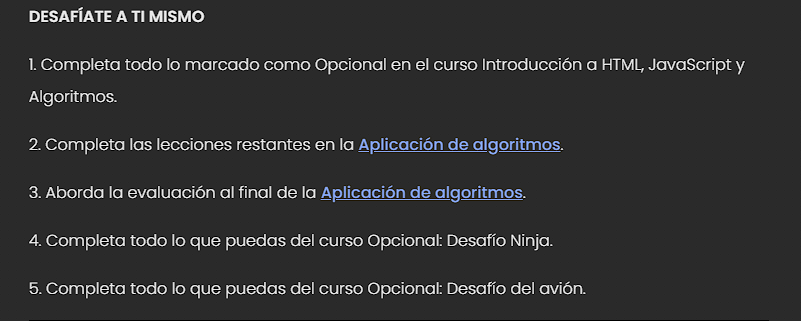 DESAFÍATE A TI MISMO
1. Completa todo lo marcado como Opcional en el curso Introducción a HTML, JavaScript y
Algoritmos.
2. Completa las lecciones restantes en la Aplicación de algoritmos.
3. Aborda la evaluación al final de la Aplicación de algoritmos.
4. Completa todo lo que puedas del curso Opcional: Desafío Ninja.
5. Completa todo lo que puedas del curso Opcional: Desafío del avión.